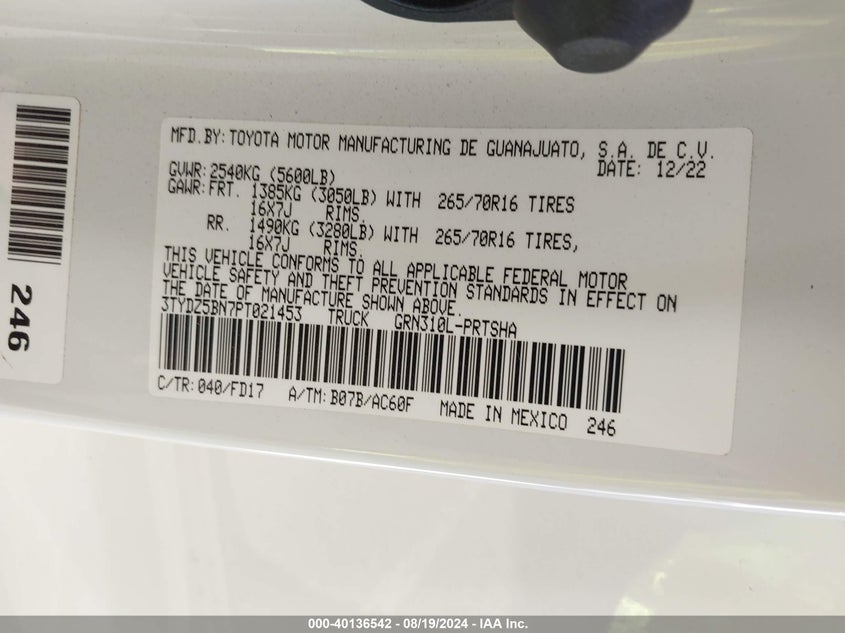 246
MFD.BY:TOYOTA MOTOR MANUFACTURING DE GUANAJUATO, S.A. DE C.V.
GVWR:2540KG (5600LB) DATE: 12/22
GAWR:FRT. 1385KG (3050LB) WITH 265/70R16 TIRES
16X7J RIMS.
RR. 1490KG (3280LB) WITH 265/70R16 TIRES,
16X7J RIMS.
THIS VEHICLE CONFORMS TO ALL APPLICABLE FEDERAL MOTOR
VEHICLE SAFETY AND THEFT PREVENTION STANDARDS IN EFFECT ON
THE DATE OF MANUFACTURE SHOWN ABOVE.
3TYDZ5BN7PT021453 TRUCK GRN310L-PRTSHA
C/TR:040/FD17 A/TM:B07B/AC60F MADE IN MEXICO 246
000-40136542 - 08/19/2024 - IAA Inc.